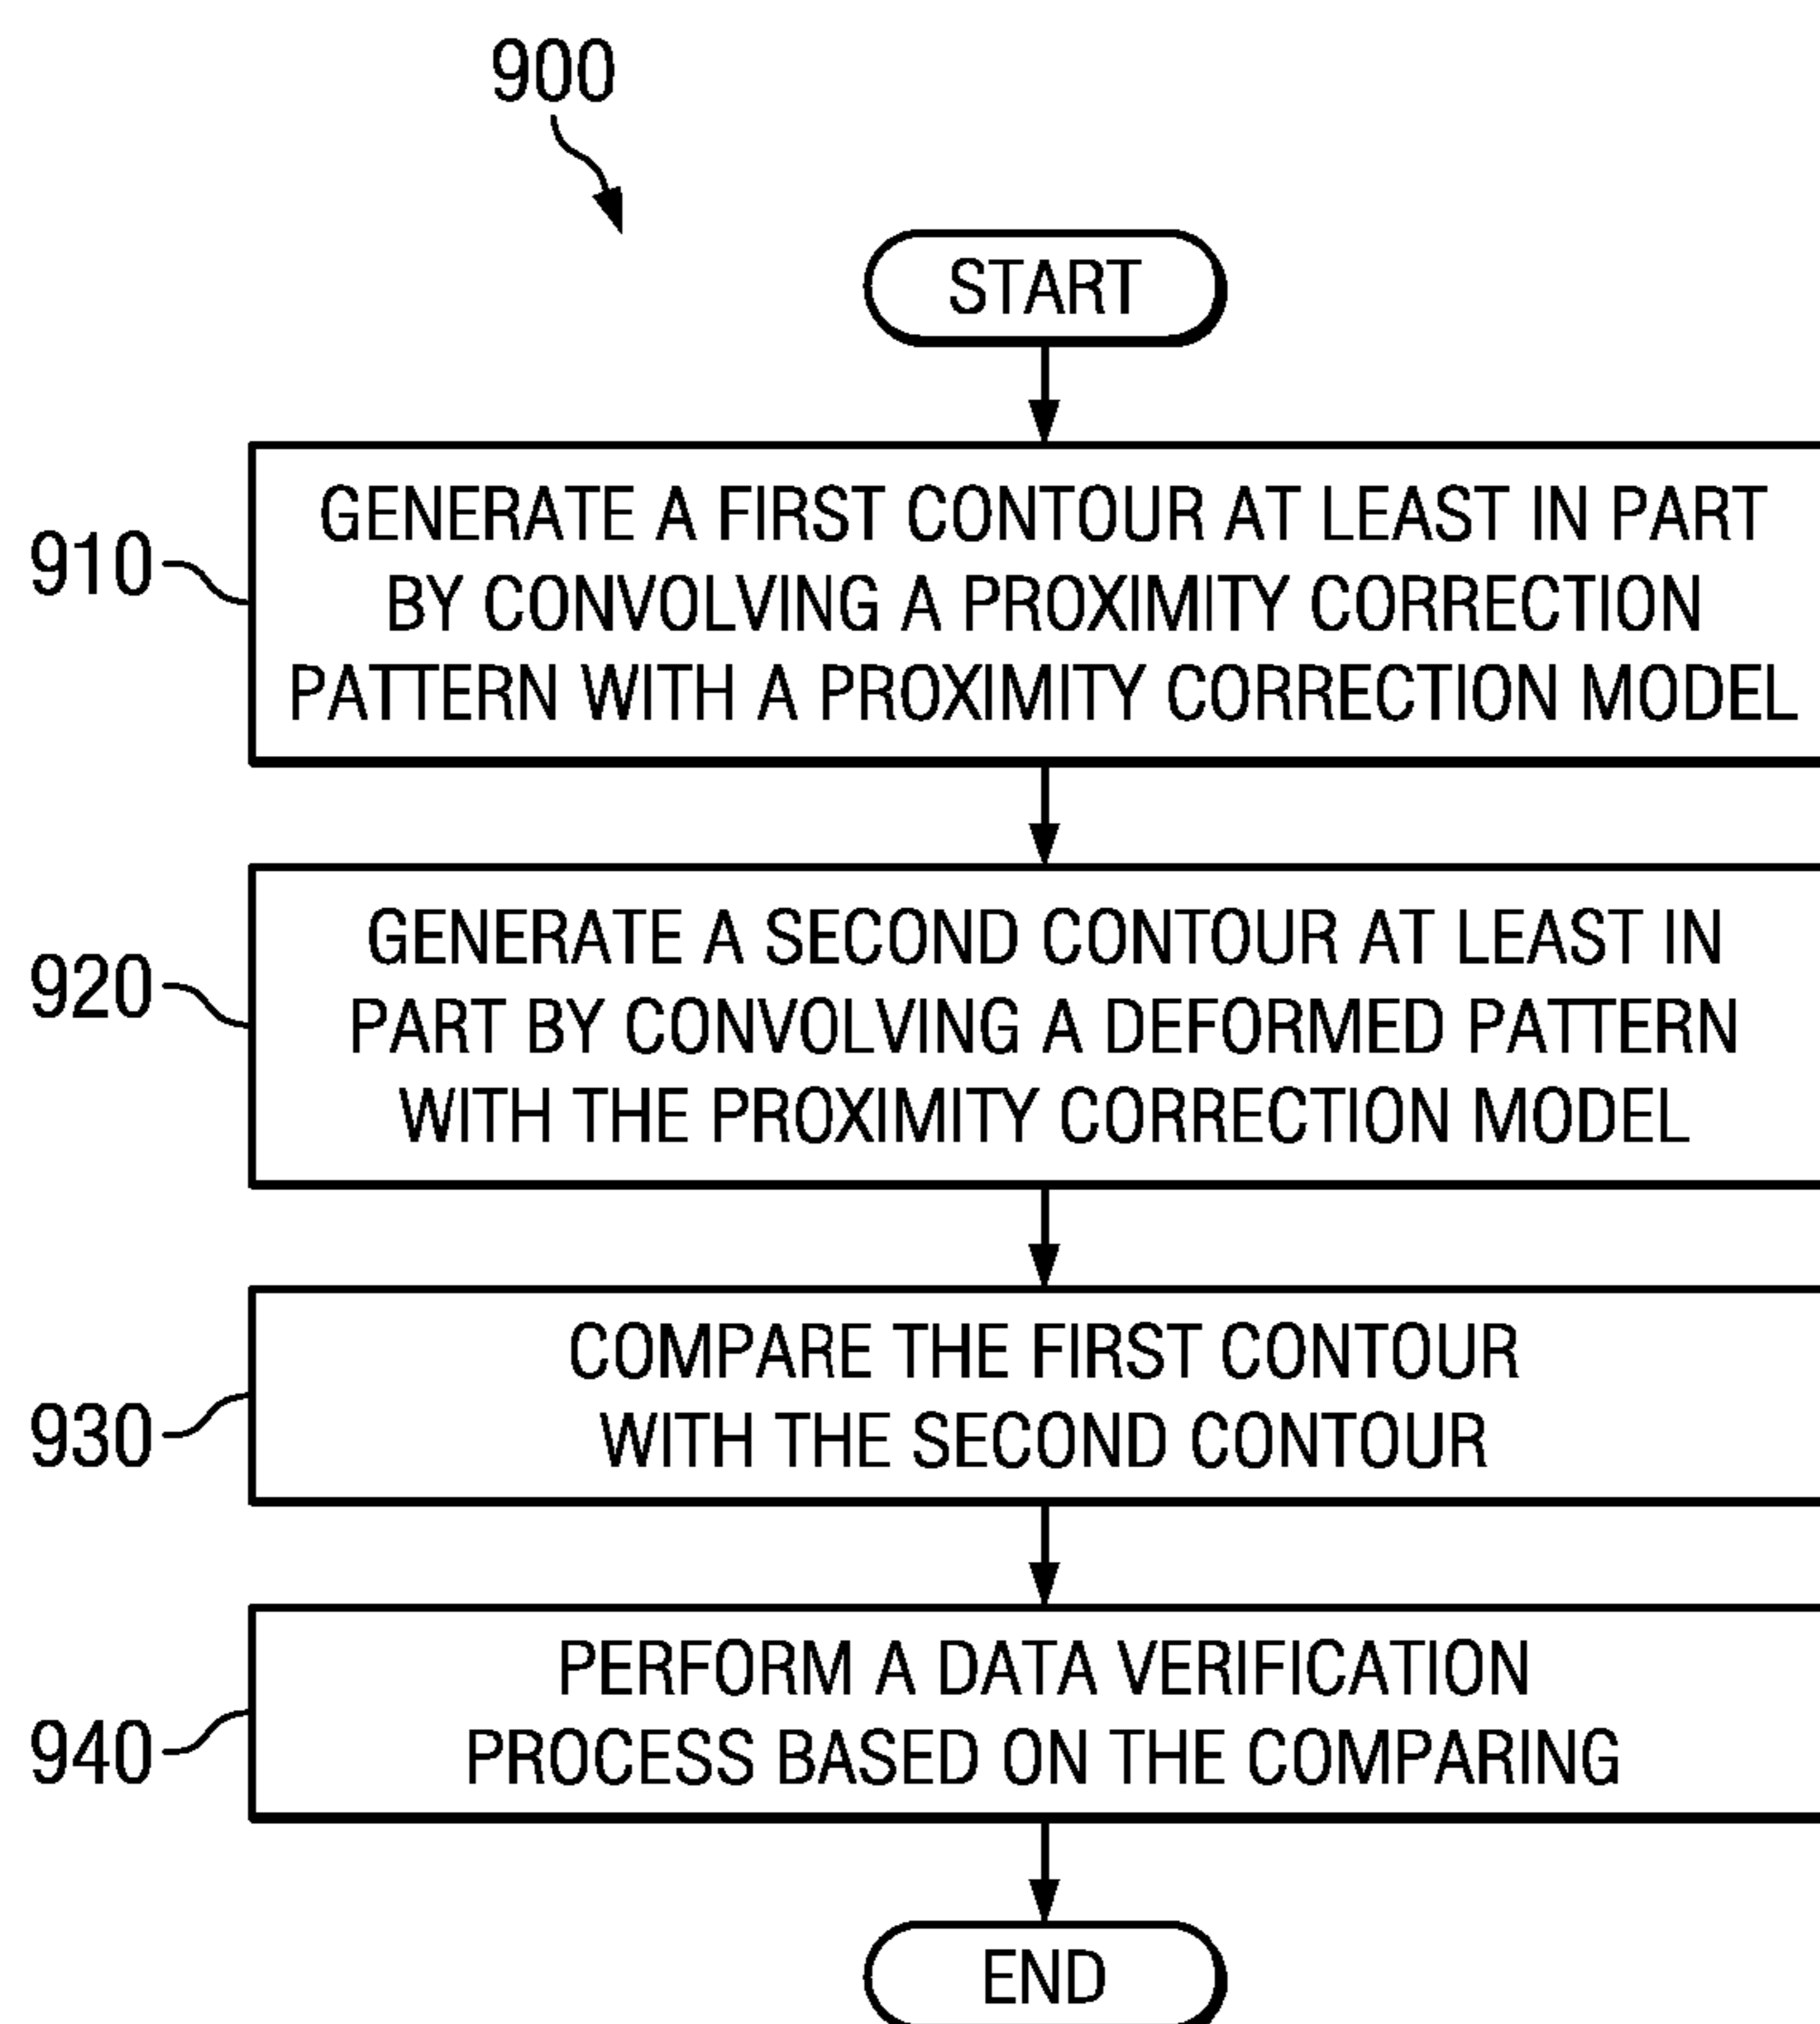 900
START
910
GENERATE A FIRST CONTOUR AT LEAST IN PART
BY CONVOLVING A PROXIMITY CORRECTION
PATTERN WITH A PROXIMITY CORRECTION MODEL
920
GENERATE A SECOND CONTOUR AT LEAST IN
PART BY CONVOLVING A DEFORMED PATTERN
WITH THE PROXIMITY CORRECTION MODEL
930
COMPARE THE FIRST CONTOUR
WITH THE SECOND CONTOUR
940
PERFORM A DATA VERIFICATION
PROCESS BASED ON THE COMPARING
END